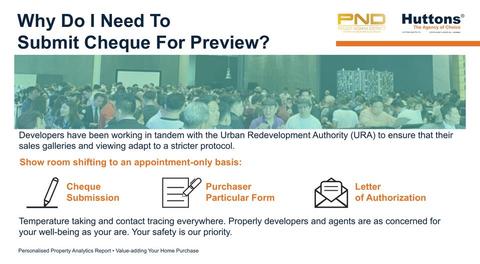 Why Do I Need To
Submit Cheque For Preview?
PND
Huttons®
The Agency of Choice
Developers have been working in tandem with the Urban Redevelopment Authority (URA) to ensure that their
sales galleries and viewing adapt to a stricter protocol.
Show room shifting to an appointment-only basis:
Cheque
Submission
Purchaser
Particular Form
Letter
of Authorization
Temperature taking and contact tracing everywhere. Properly developers and agents are as concerned for
your well-being as your are. Your safety is our priority.
Personalised Property Analytics Report • Value-adding Your Home Purchase